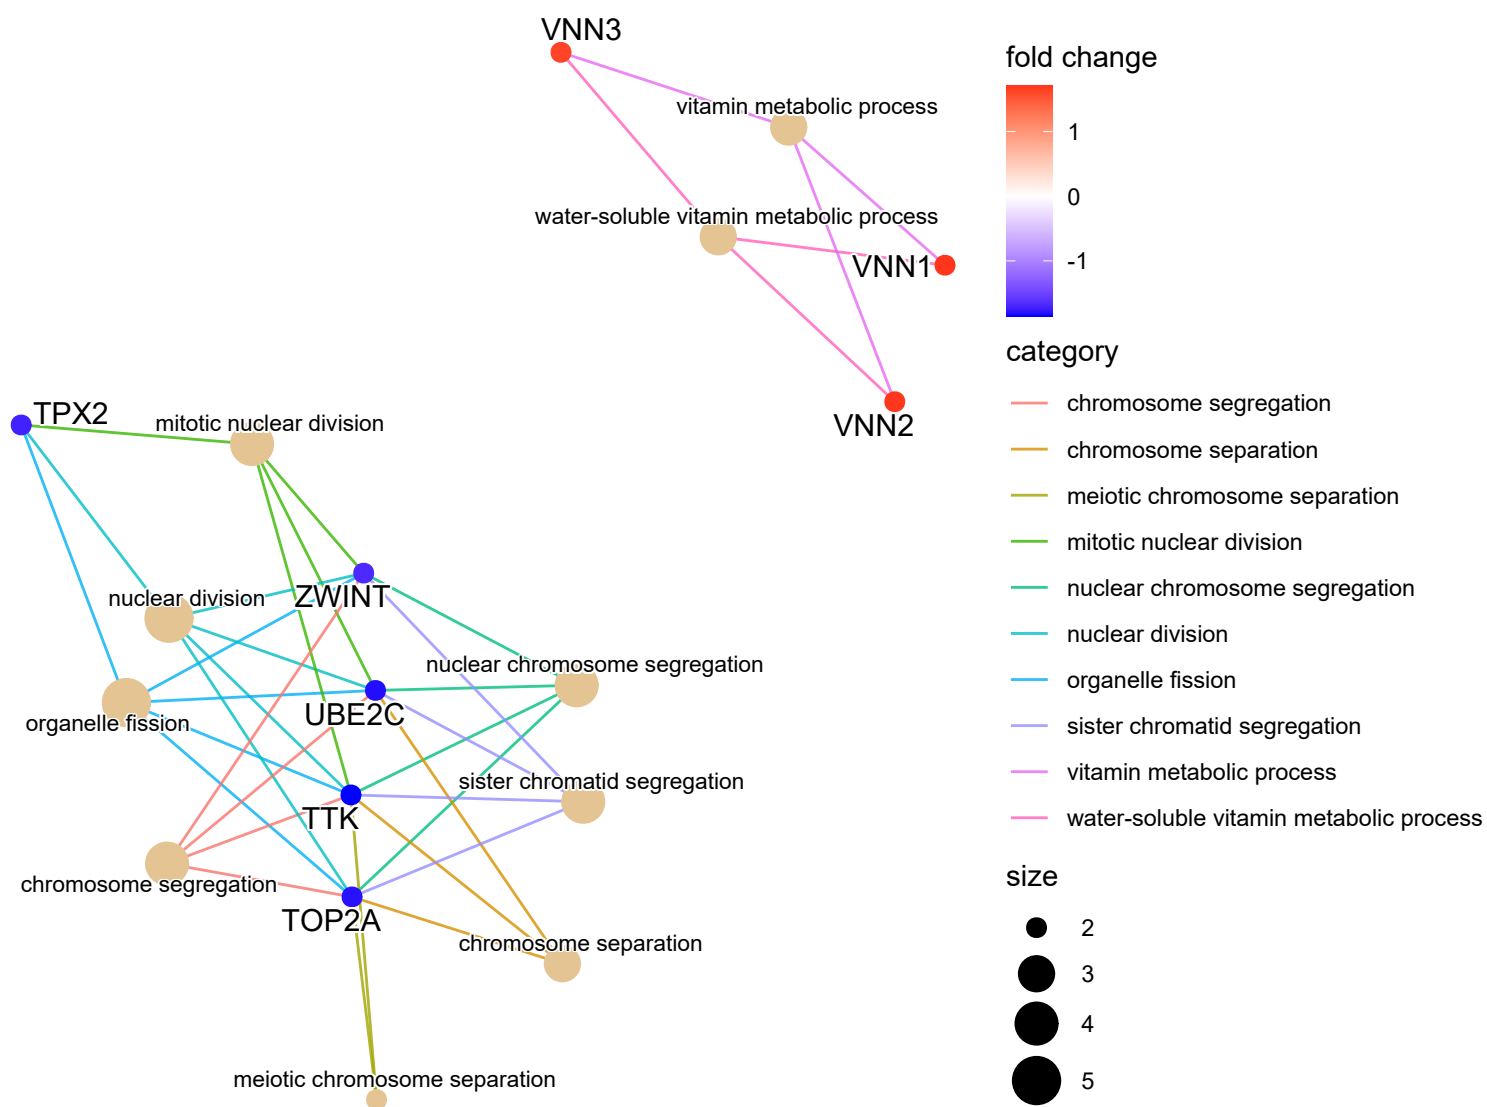 VNN3
vitamin metabolic process
water-soluble vitamin metabolic process
VNN1
VNN2
TPX2
mitotic nuclear division
ZWINT
nuclear division
nuclear chromosome segregation
UBE2C
organelle fission
sister chromatid segregation
TTK
chromosome segregation
TOP2A
chromosome separation
meiotic chromosome separation
fold change
1
0
-1
category
chromosome segregation
chromosome separation
meiotic chromosome separation
mitotic nuclear division
nuclear chromosome segregation
nuclear division
organelle fission
sister chromatid segregation
vitamin metabolic process
water-soluble vitamin metabolic process
size
2
3
4
5